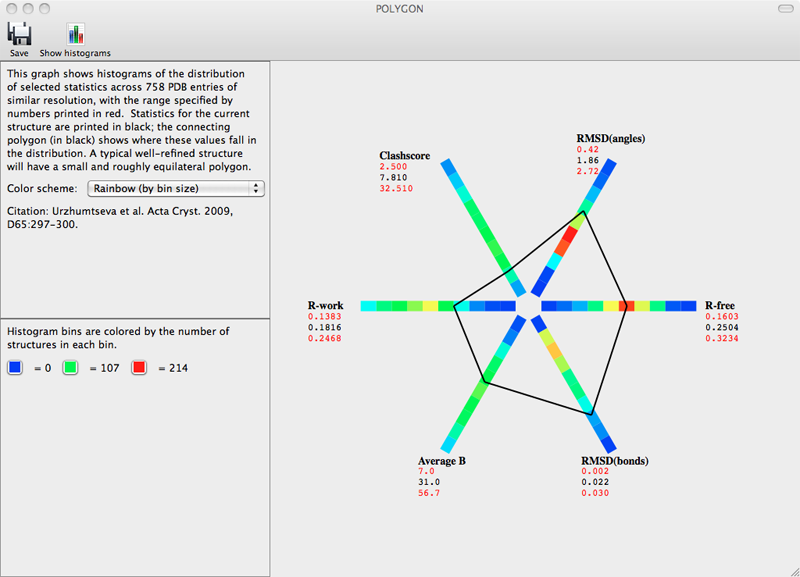 POLYGON
Save
Show histograms
This graph shows histograms of the distribution
of selected statistics across 758 PDB entries of
similar resolution, with the range specified by
numbers printed in red.  Statistics for the current
structure are printed in black; the connecting
polygon (in black) shows where these values fall in
the distribution. A typical well-refined structure
will have a small and roughly equilateral polygon.
Color scheme: Rainbow (by bin size)
Citation: Urzhumtseva et al. Acta Cryst. 2009,
D65:297-300.
Histogram bins are colored by the number of
structures in each bin.
= 0 = 107 = 214
Clashscore
2.500
7.810
32.510
RMSD(angles)
0.42
1.86
2.72
R-work
0.1383
0.1816
0.2468
R-free
0.1603
0.2504
0.3234
Average B
7.0
31.0
56.7
RMSD(bonds)
0.002
0.022
0.030